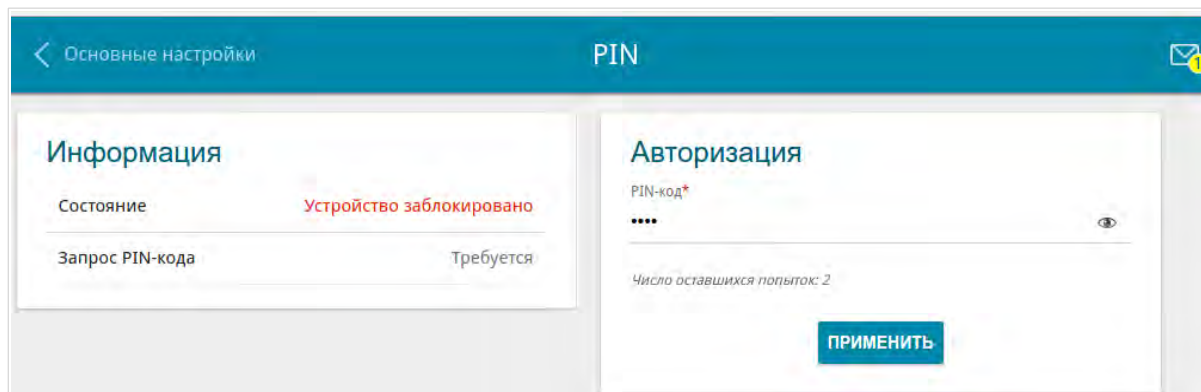 Основные настройки
PIN
1
Информация
Состояние Устройство заблокировано
Запрос PIN-кода Требуется
Авторизация
PIN-код*
••••
Число оставшихся попыток: 2
ПРИМЕНИТЬ